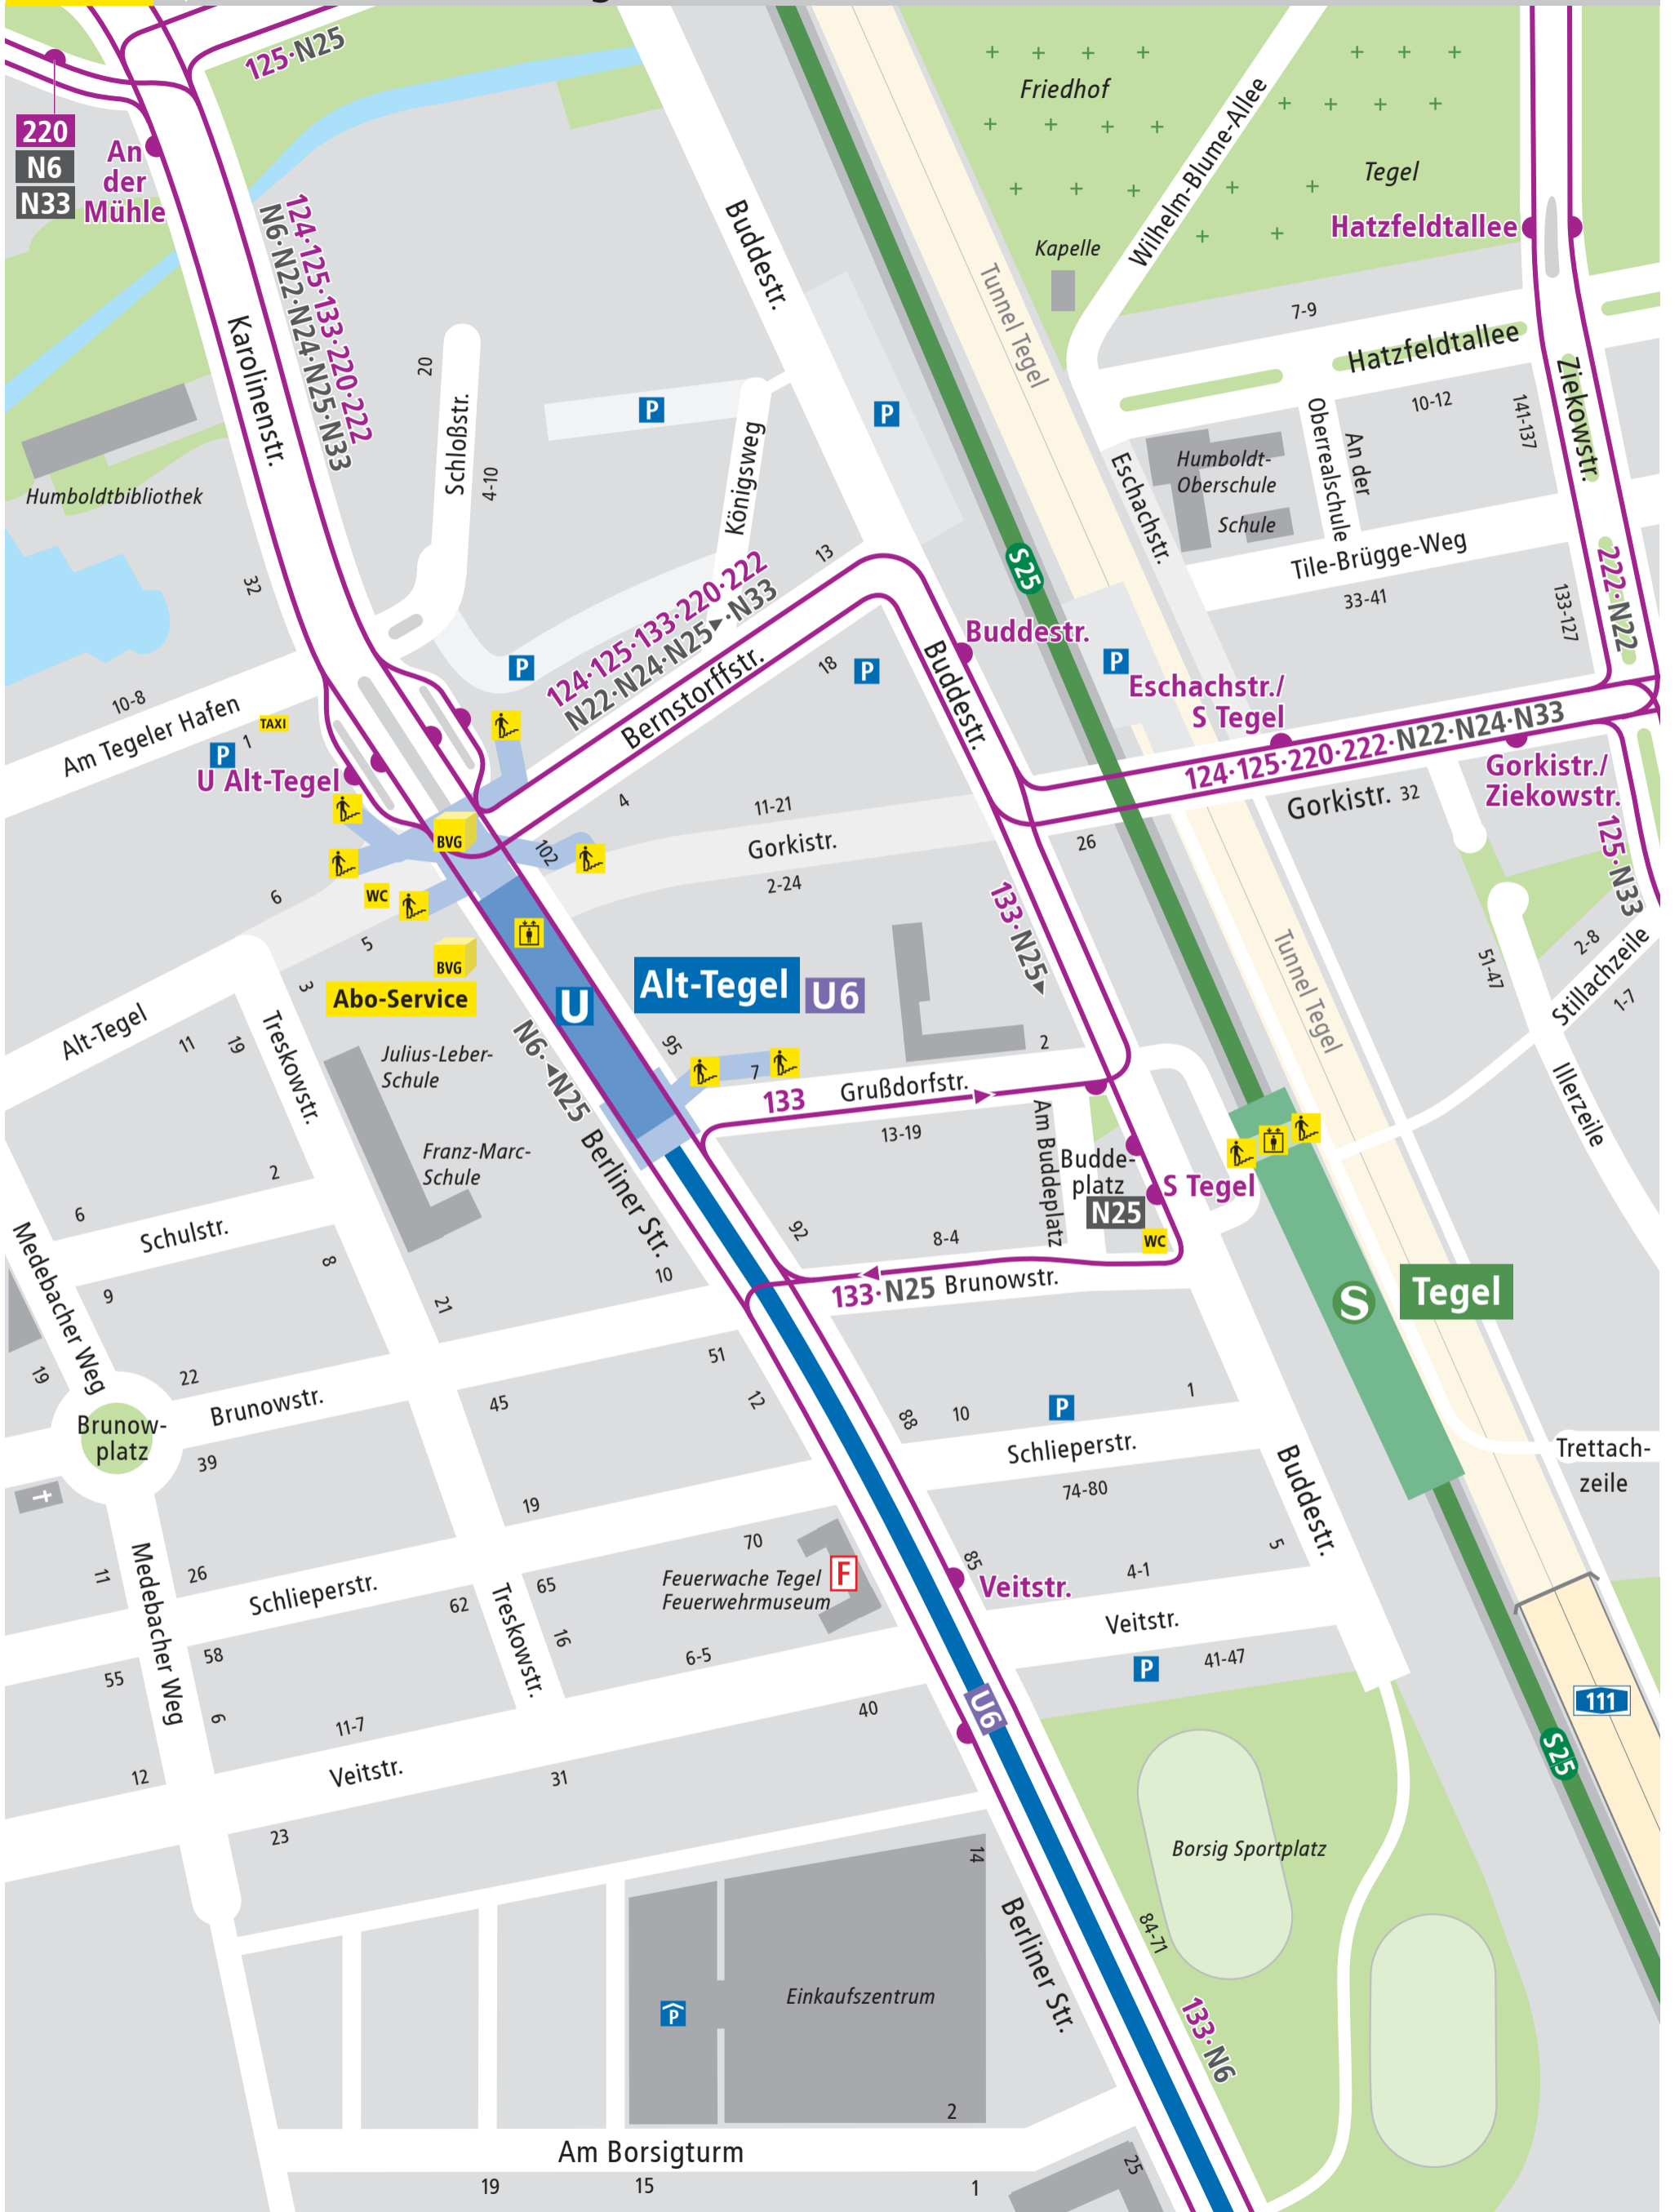 125·N25
220
N6
N33
An
der
Mühle
124·125·133·220·222
N6·N22·N24·N25·N33
Karolinenstr.
Humboldtbibliothek
32
20
Schloßstr.
4-10
P
Königsweg
P
Buddestr.
Friedhof
Tegel
Kapelle
Wilhelm-Blume-Allee
Tunnel Tegel
Hatzfeldtallee
7-9
Hatzfeldtallee
10-12
141-137
Ziekowstr.
Humboldt-
Oberschule
Schule
An der
Oberrealschule
Eschachstr.
Tile-Brügge-Weg
33-41
133-127
222·N22
S25
13
124·125·133·220·222
N22·N24·N25·N33
Bernstorffstr.
18
P
P
Buddestr.
Buddestr.
P
Eschachstr./
S Tegel
124·125·220·222·N22·N24·N33
Gorkistr./
Ziekowstr.
Gorkistr. 32
125·N33
10-8
Am Tegeler Hafen
TAXI
P
1
U Alt-Tegel
BVG
102
4
11-21
Gorkistr.
2-24
26
133·N25
6
WC
5
3
BVG
Abo-Service
Alt-Tegel
U6
U
95
7
2
133
Grußdorfstr.
13-19
Am Buddeplatz
Budde-
platz
N25
S Tegel
WC
Tunnel Tegel
51-47
2-8
Stillachzeile
1-7
Illerzeile
Alt-Tegel
11
19
Treskowstr.
Julius-Leber-
Schule
Franz-Marc-
Schule
N6·N25
Berliner Str.
10
92
8-4
133·N25 Brunowstr.
S
Tegel
6
2
Schulstr.
9
8
21
Medebacher Weg
19
22
Brunowstr.
Brunow-
platz
39
45
51
12
88
10
P
1
Schlieperstr.
74-80
Buddestr.
5
Trettach-
zeile
11
26
Schlieperstr.
19
62
65
70
Feuerwache Tegel
Feuerwehrmuseum
F
85
Veitstr.
4-1
Veitstr.
P
41-47
Medebacher Weg
55
58
6
Treskowstr.
16
6-5
11-7
12
Veitstr.
31
40
23
U6
111
S25
Borsig Sportplatz
14
84-71
Berliner Str.
Einkaufszentrum
P
133·N6
2
Am Borsigturm
19
15
1
25